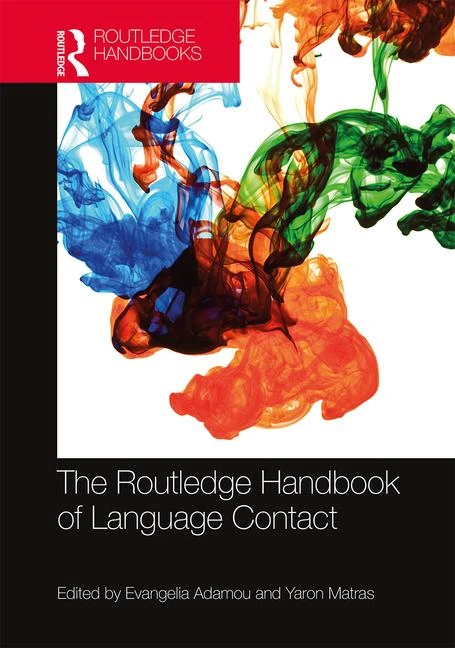 ROUTLEDGE
ROUTLEDGE
HANDBOOKS
The Routledge Handbook
of Language Contact
Edited by Evangelia Adamou and Yaron Matras